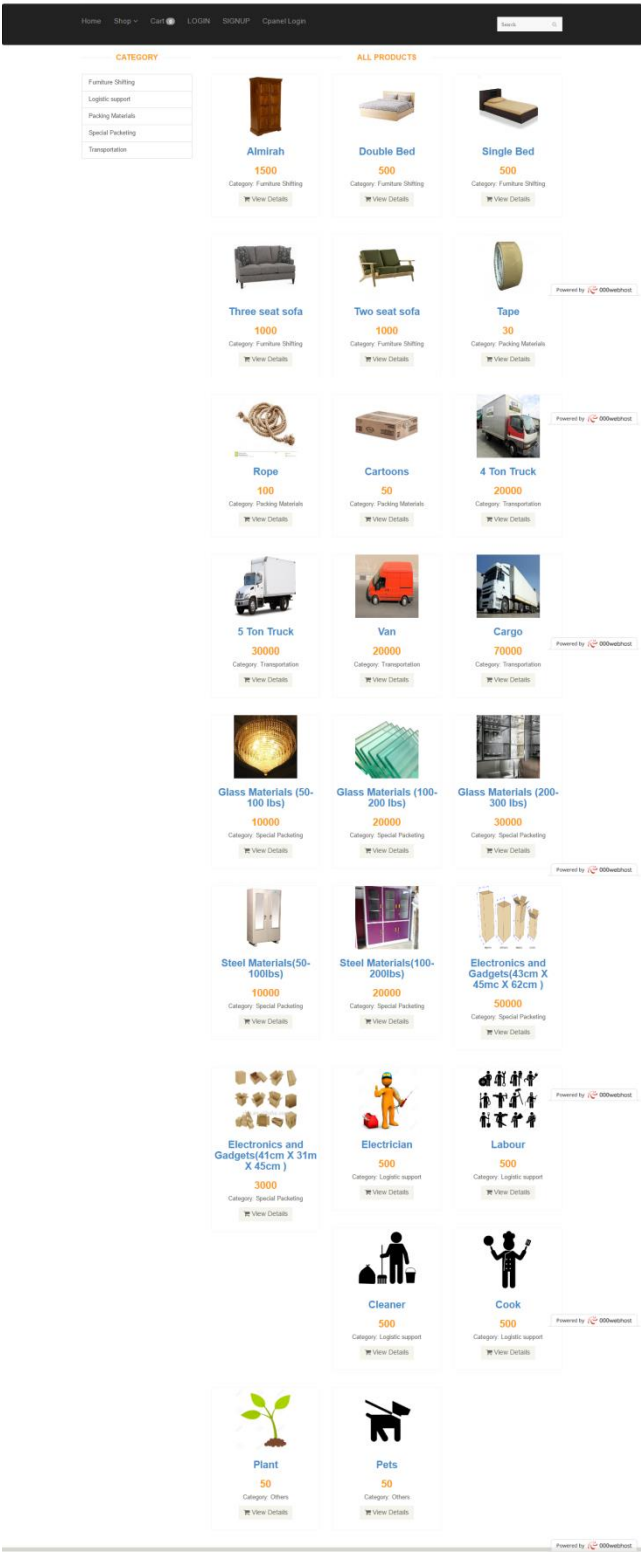 Home Shop Cart 0 LOGIN SIGNUP Cpanel Login Search
CATEGORY
Furniture Shifting
Logistic support
Packing Materials
Special Packeting
Transportation
ALL PRODUCTS
Almirah
1500
Category: Furniture Shifting
View Details
Double Bed
500
Category: Furniture Shifting
View Details
Single Bed
500
Category: Furniture Shifting
View Details
Three seat sofa
1000
Category: Furniture Shifting
View Details
Two seat sofa
1000
Category: Furniture Shifting
View Details
Tape
30
Category: Packing Materials
View Details
Powered by 000webhost
Rope
100
Category: Packing Materials
View Details
Cartoons
50
Category: Packing Materials
View Details
4 Ton Truck
20000
Category: Transportation
View Details
Powered by 000webhost
5 Ton Truck
30000
Category: Transportation
View Details
Van
20000
Category: Transportation
View Details
Cargo
70000
Category: Transportation
View Details
Powered by 000webhost
Glass Materials (50-
100 lbs)
10000
Category: Special Packeting
View Details
Glass Materials (100-
200 lbs)
20000
Category: Special Packeting
View Details
Glass Materials (200-
300 lbs)
30000
Category: Special Packeting
View Details
Powered by 000webhost
Steel Materials(50-
100lbs)
10000
Category: Special Packeting
View Details
Steel Materials(100-
200lbs)
20000
Category: Special Packeting
View Details
Electronics and
Gadgets(43cm X
45mc X 62cm )
50000
Category: Special Packeting
View Details
Electronics and
Gadgets(41cm X 31m
X 45cm )
3000
Category: Special Packeting
View Details
Electrician
500
Category: Logistic support
View Details
Labour
500
Category: Logistic support
View Details
Powered by 000webhost
Cleaner
500
Category: Logistic support
View Details
Cook
500
Category: Logistic support
View Details
Powered by 000webhost
Plant
50
Category: Others
View Details
Pets
50
Category: Others
View Details
Powered by 000webhost